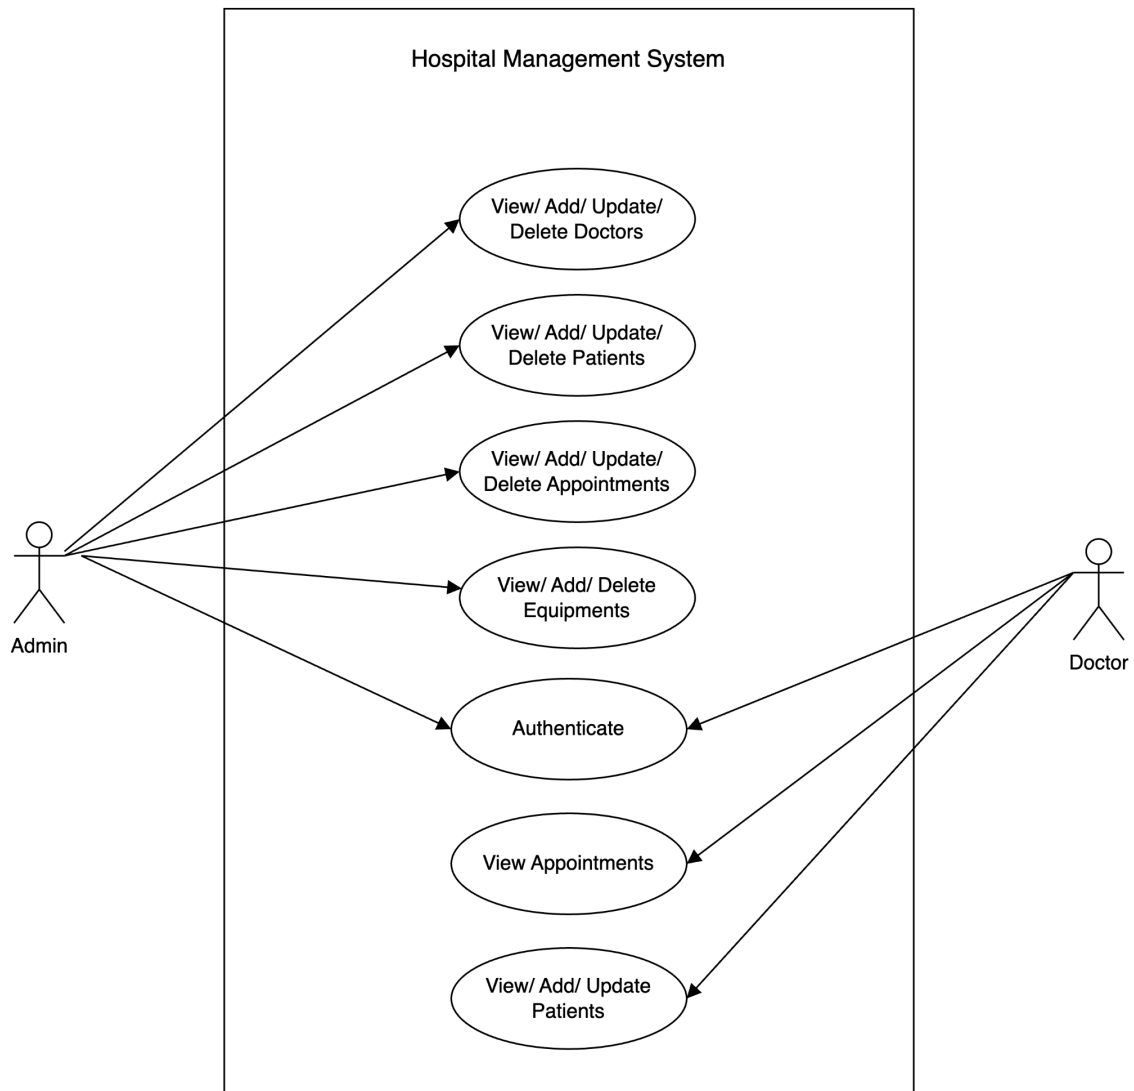 Hospital Management System
View/ Add/ Update/
Delete Doctors
View/ Add/ Update/
Delete Patients
View/ Add/ Update/
Delete Appointments
View/ Add/ Delete
Equipments
Admin
Doctor
Authenticate
View Appointments
View/ Add/ Update
Patients